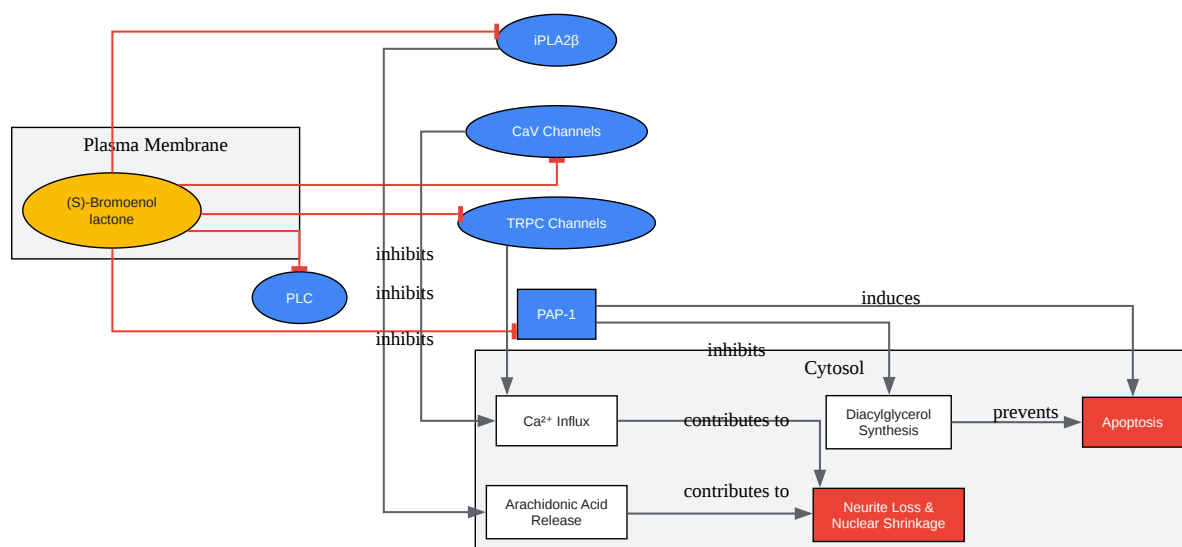 iPLA2β
CaV Channels
Plasma Membrane
(S)-Bromoenol
lactone
TRPC Channels
inhibits
inhibits
PLC
induces
PAP-1
inhibits
inhibits
Cytosol
Ca²⁺ Influx
contributes to
Diacylglycerol
Synthesis
prevents
Apoptosis
Arachidonic Acid
Release
contributes to
Neurite Loss &
Nuclear Shrinkage